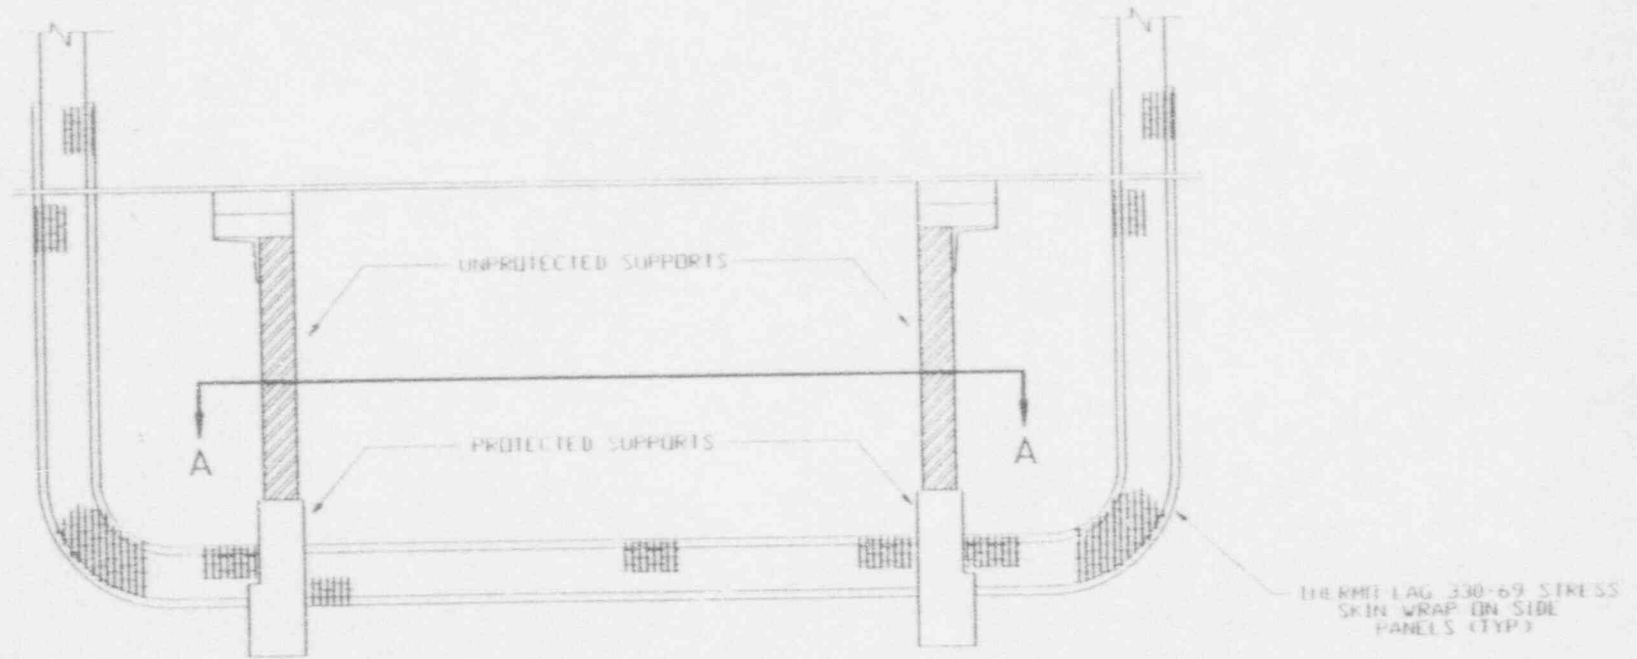 UNPROTECTED SUPPORTS
A
A
PROTECTED SUPPORTS
THERMO LAG 330-69 STRESS
SKIN WRAP ON SIDE
PANELS (TYP)